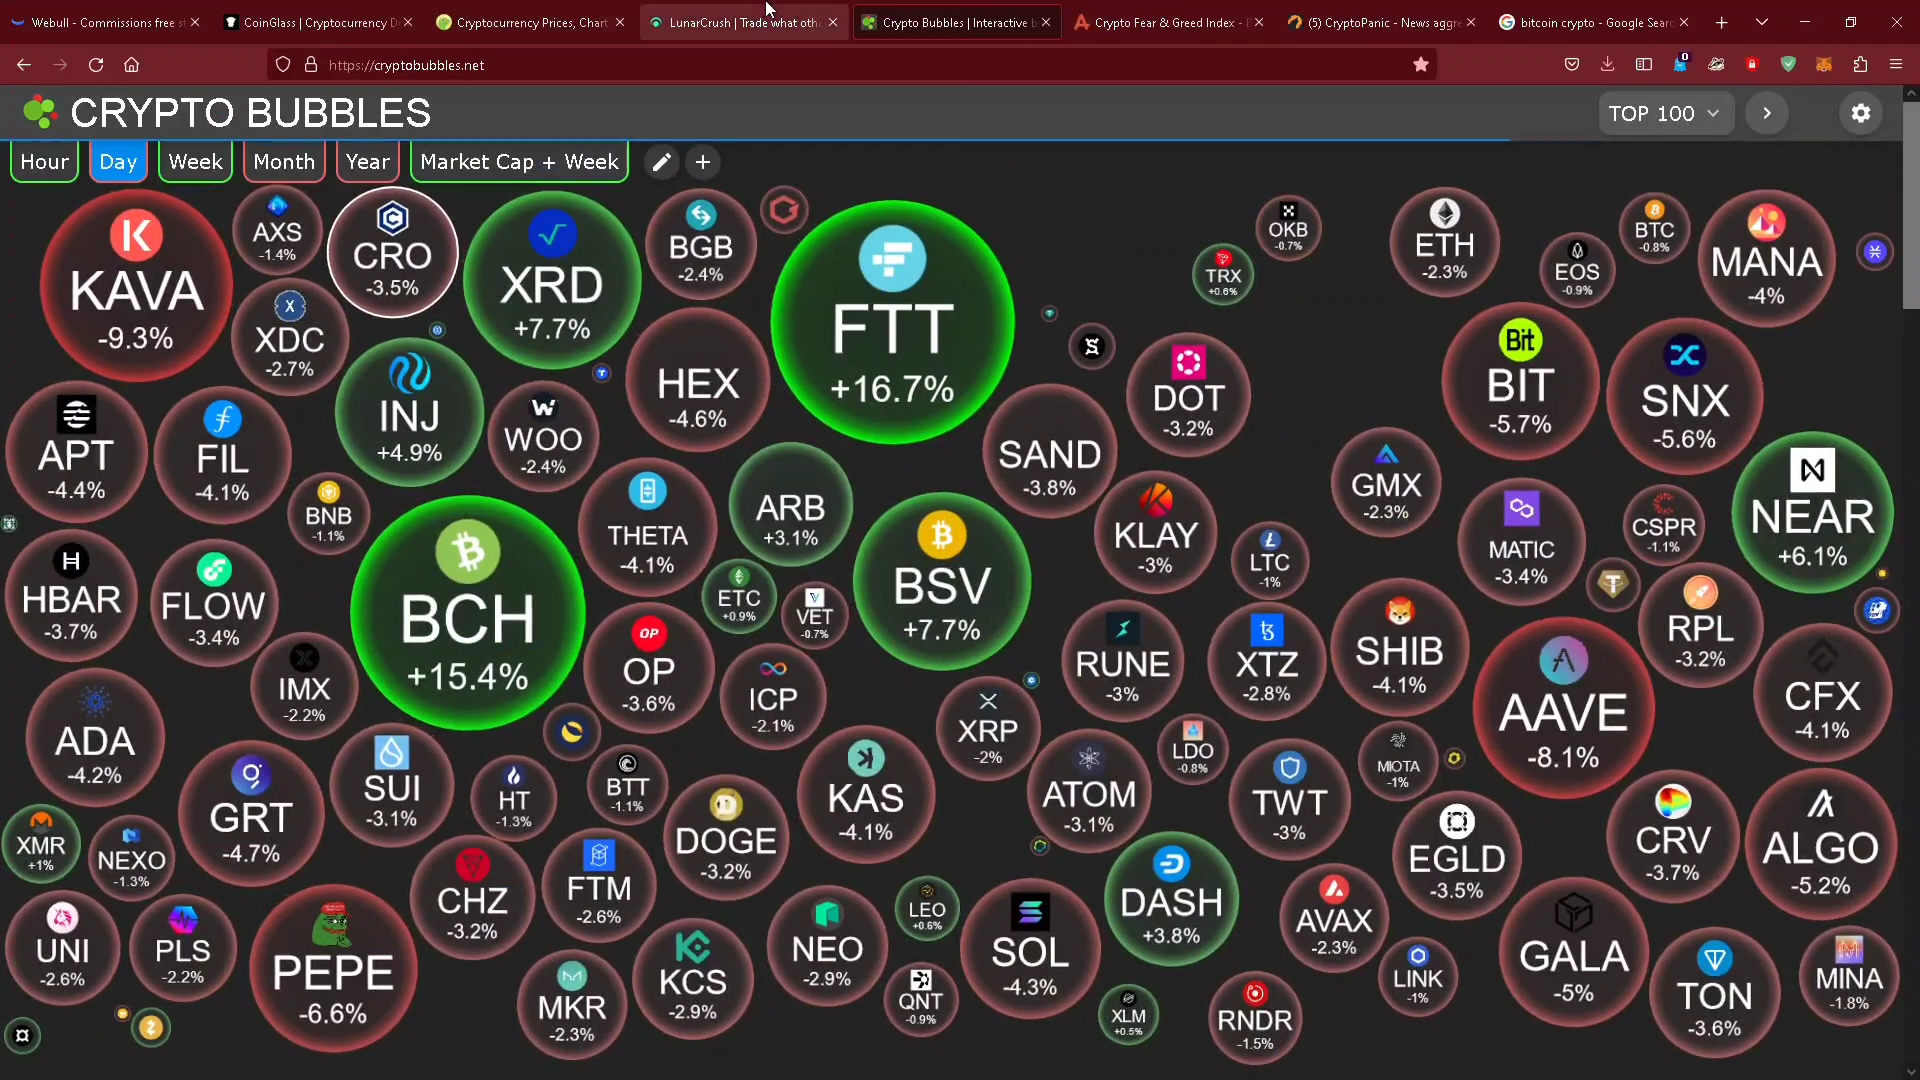 Webull - Commissions free s
CoinGlass | Cryptocurrency D
Cryptocurrency Prices, Chart
LunarCrush | Trade what oth
Crypto Bubbles | Interactive b
Crypto Fear & Greed Index -
(5) CryptoPanic - News aggre
bitcoin crypto - Google Sear
https://cryptobubbles.net
0
CRYPTO BUBBLES
TOP 100
Hour
Day
Week
Month
Year
Market Cap + Week
KAVA
-9.3%
AXS
-1.4%
CRO
-3.5%
XRD
+7.7%
BGB
-2.4%
FTT
+16.7%
TRX
+0.6%
OKB
-0.7%
ETH
-2.3%
EOS
-0.9%
BTC
-0.8%
MANA
-4%
XDC
-2.7%
INJ
+4.9%
WOO
-2.4%
HEX
-4.6%
SAND
-3.8%
DOT
-3.2%
Bit
BIT
-5.7%
SNX
-5.6%
APT
-4.4%
FIL
-4.1%
BNB
-1.1%
THETA
-4.1%
ARB
+3.1%
BSV
+7.7%
KLAY
-3%
LTC
-1%
GMX
-2.3%
MATIC
-3.4%
CSPR
-1.1%
NEAR
+6.1%
HBAR
-3.7%
FLOW
-3.4%
BCH
+15.4%
ETC
+0.9%
VET
-0.7%
OP
OP
-3.6%
ICP
-2.1%
RUNE
-3%
XTZ
-2.8%
SHIB
-4.1%
AAVE
-8.1%
RPL
-3.2%
CFX
-4.1%
IMX
-2.2%
ADA
-4.2%
XRP
-2%
LDO
-0.8%
MIOTA
-1%
GRT
-4.7%
SUI
-3.1%
HT
-1.3%
BTT
-1.1%
DOGE
-3.2%
KAS
-4.1%
ATOM
-3.1%
TWT
-3%
EGLD
-3.5%
CRV
-3.7%
ALGO
-5.2%
XMR
+1%
NEXO
-1.3%
CHZ
-3.2%
FTM
-2.6%
DASH
+3.8%
AVAX
-2.3%
UNI
-2.6%
PLS
-2.2%
PEPE
-6.6%
MKR
-2.3%
KCS
-2.9%
NEO
-2.9%
LEO
+0.6%
QNT
-0.9%
SOL
-4.3%
XLM
+0.5%
RNDR
-1.5%
LINK
-1%
GALA
-5%
TON
-3.6%
MINA
-1.8%